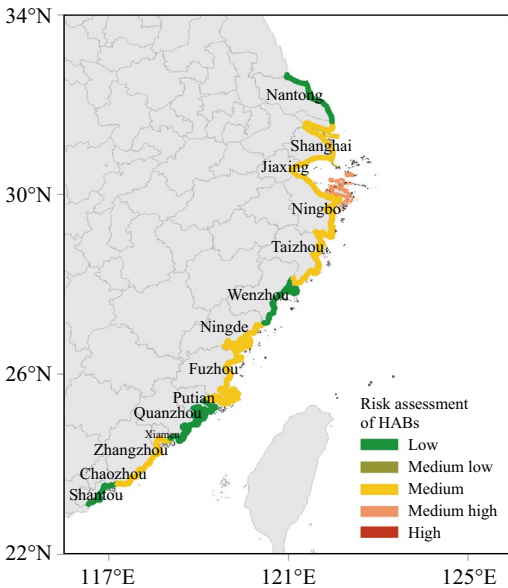 34°N
Nantong
Shanghai
Jiaxing
30°N
Ningbo
Taizhou
Wenzhou
Ningde
26°N
Fuzhou
Putian
Quanzhou
Xiamen
Zhangzhou
Chaozhou
Shantou
22°N
Risk assessment
of HABs
Low
Medium low
Medium
Medium high
High
117°E
121°E
125°E